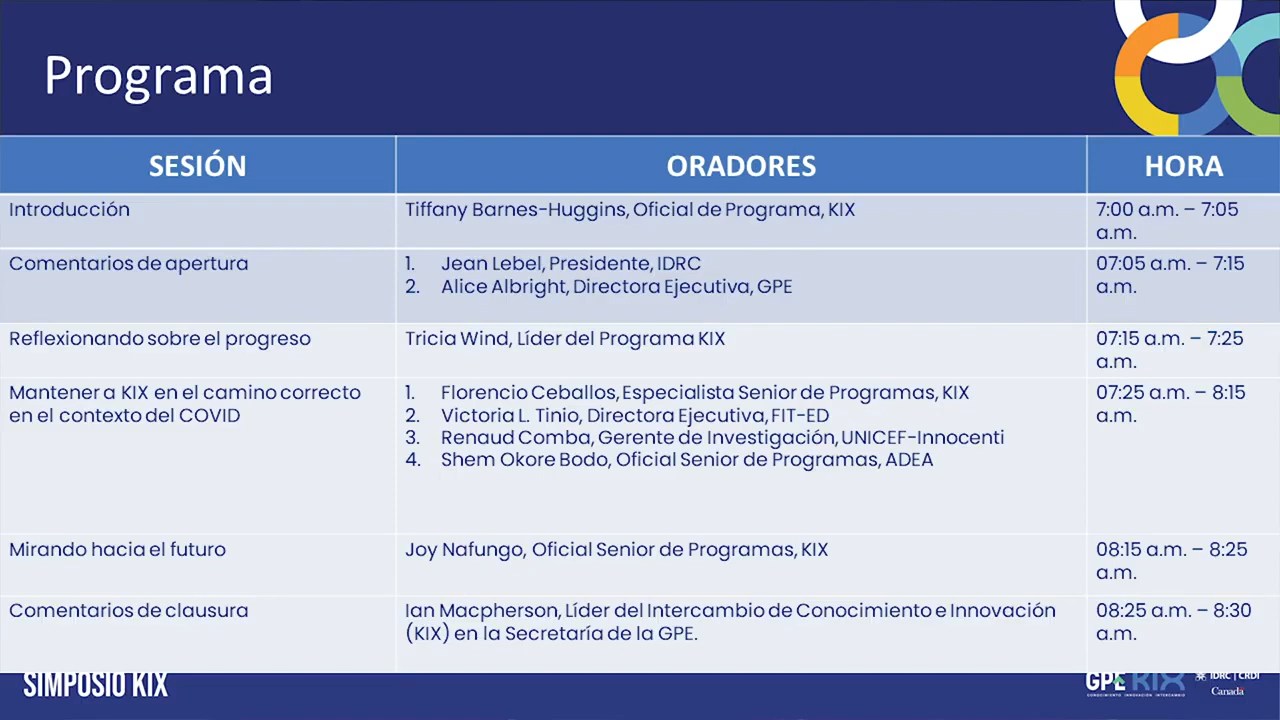 Programa
SESIÓN ORADORES HORA
Introducción Tiffany Barnes-Huggins, Oficial de Programa, KIX 7:00 a.m. – 7:05
a.m.
Comentarios de apertura 1. Jean Lebel, Presidente, IDRC 07:05 a.m. – 7:15
2. Alice Albright, Directora Ejecutiva, GPE a.m.
Reflexionando sobre el progreso Tricia Wind, Líder del Programa KIX 07:15 a.m. – 7:25
a.m.
Mantener a KIX en el camino correcto 1. Florencio Ceballos, Especialista Senior de Programas, KIX 07:25 a.m. – 8:15
en el contexto del COVID 2. Victoria L. Tinio, Directora Ejecutiva, FIT-ED a.m.
3. Renaud Comba, Gerente de Investigación, UNICEF-Innocenti
4. Shem Okore Bodo, Oficial Senior de Programas, ADEA
Mirando hacia el futuro Joy Nafungo, Oficial Senior de Programas, KIX 08:15 a.m. – 8:25
a.m.
Comentarios de clausura Ian Macpherson, Líder del Intercambio de Conocimiento e Innovación 08:25 a.m. – 8:30
(KIX) en la Secretaría de la GPE. a.m.
SIMPOSIO KIX GPE KIX IDRC | CRDI
CONOCIMIENTO INNOVACIÓN INTERCAMBIO Canada